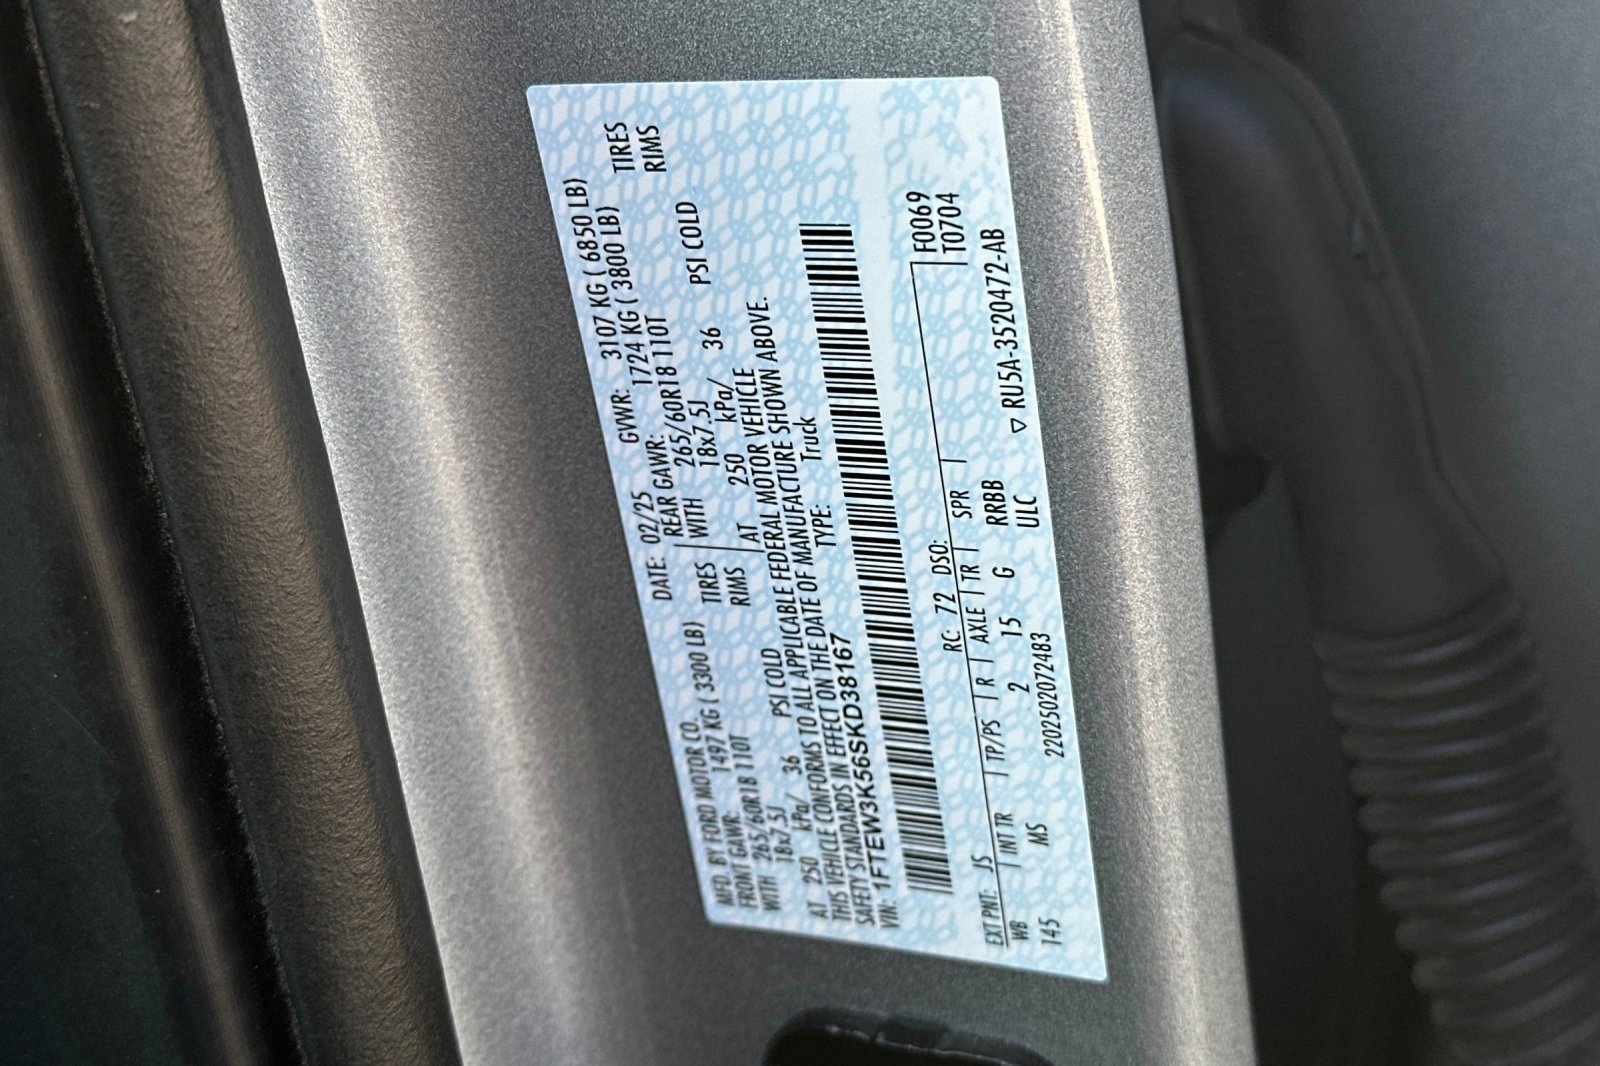 MFD. BY FORD MOTOR CO. DATE: 02/25 GVWR: 3107 KG ( 6850 LB)
FRONT GAWR: 1497 KG ( 3300 LB) REAR GAWR: 1724 KG ( 3800 LB)
WITH 265/60R18 110T TIRES WITH 265/60R18 110T TIRES
18x7.5J RIMS 18x7.5J RIMS
AT 250 kPa/ 36 PSI COLD AT 250 kPa/ 36 PSI COLD
THIS VEHICLE CONFORMS TO ALL APPLICABLE FEDERAL MOTOR VEHICLE
SAFETY STANDARDS IN EFFECT ON THE DATE OF MANUFACTURE SHOWN ABOVE.
VIN: 1FTEW3K56SKD38167 TYPE: Truck
F0069
EXT PNT: JS RC: 72 DSO: T0704
WB INT TR TP/PS R AXLE TR SPR
145 MS 2 15 G RRBB
220250207​2483 ULC ▽ RU5A-3520472-AB